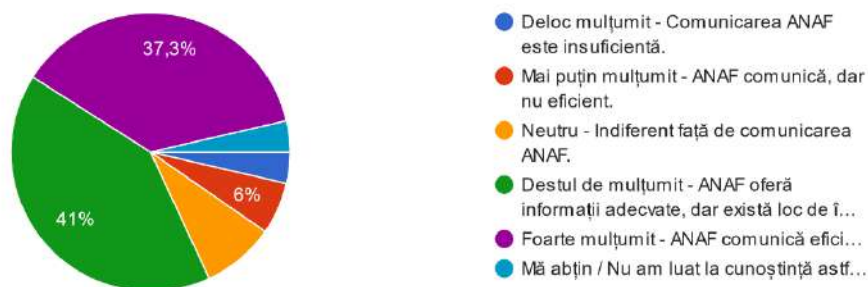 37,3%
6%
41%
Deloc mulțumit - Comunicarea ANAF
este insuficientă.
Mai puțin mulțumit - ANAF comunică, dar
nu eficient.
Neutru - Indiferent față de comunicarea
ANAF.
Destul de mulțumit - ANAF oferă
informații adecvate, dar există loc de î…
Foarte mulțumit - ANAF comunică efici…
Mă abțin / Nu am luat la cunoștință astf…